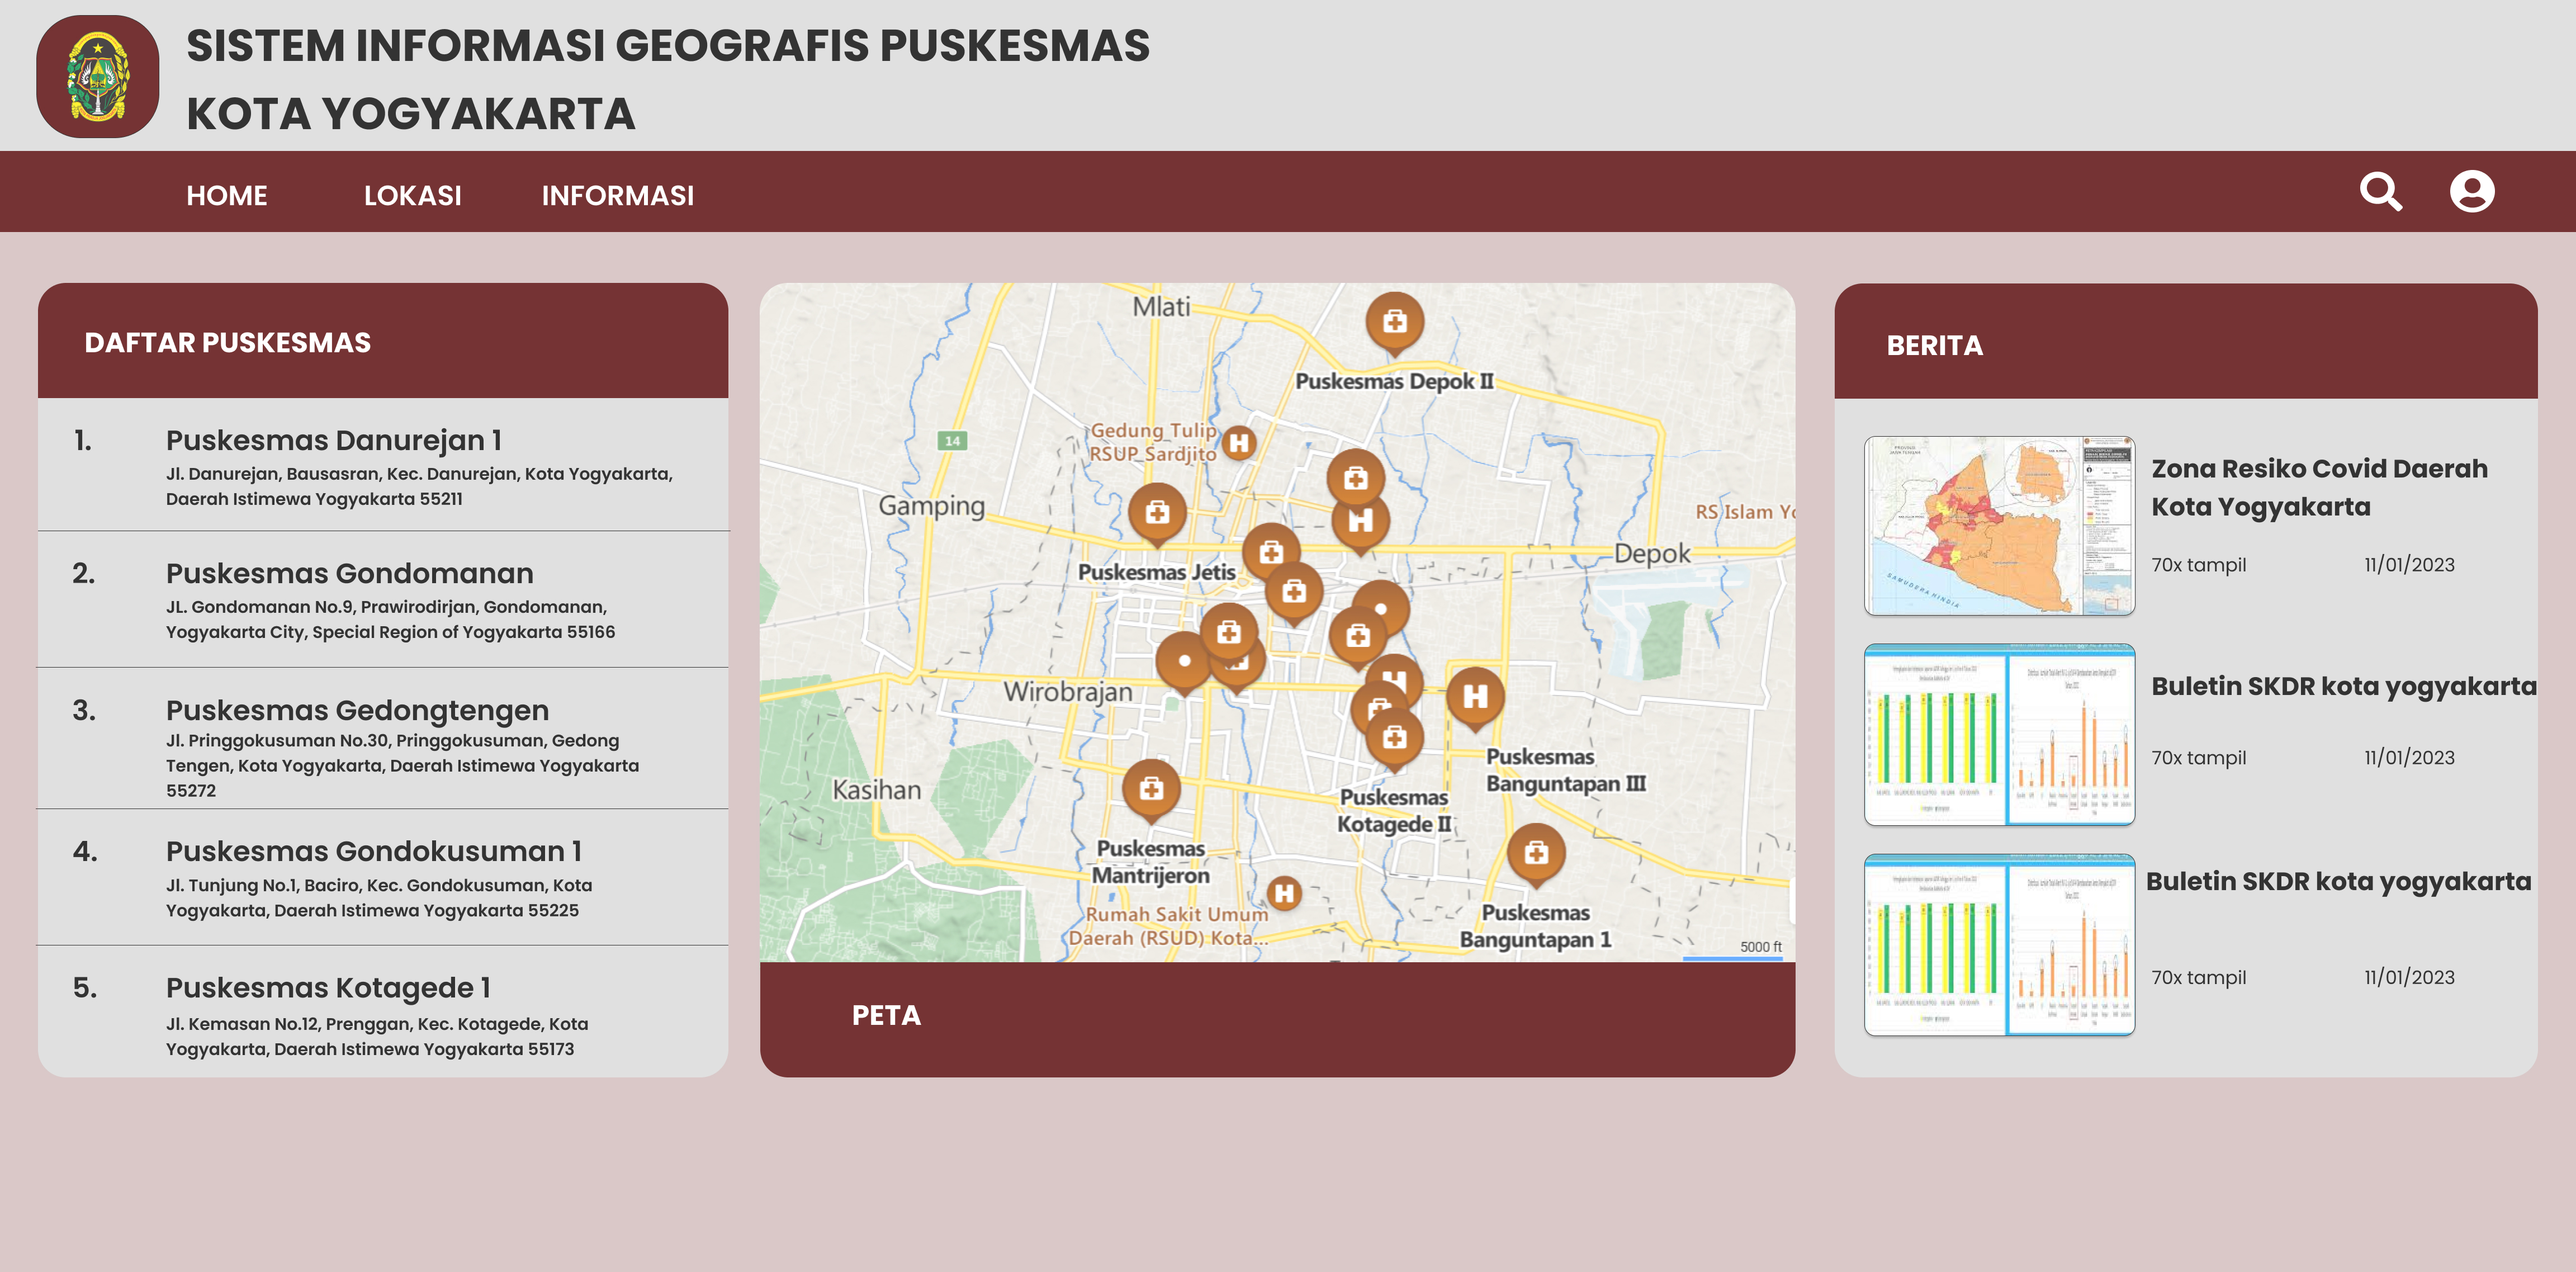 SISTEM INFORMASI GEOGRAFIS PUSKESMAS
KOTA YOGYAKARTA
HOME
LOKASI
INFORMASI
DAFTAR PUSKESMAS
1.
Puskesmas Danurejan 1
Jl. Danurejan, Bausasran, Kec. Danurejan, Kota Yogyakarta,
Daerah Istimewa Yogyakarta 55211
2.
Puskesmas Gondomanan
JL. Gondomanan No.9, Prawirodirjan, Gondomanan,
Yogyakarta City, Special Region of Yogyakarta 55166
3.
Puskesmas Gedongtengen
Jl. Pringgokusuman No.30, Pringgokusuman, Gedong
Tengen, Kota Yogyakarta, Daerah Istimewa Yogyakarta
55272
4.
Puskesmas Gondokusuman 1
Jl. Tunjung No.1, Baciro, Kec. Gondokusuman, Kota
Yogyakarta, Daerah Istimewa Yogyakarta 55225
5.
Puskesmas Kotagede 1
Jl. Kemasan No.12, Prenggan, Kec. Kotagede, Kota
Yogyakarta, Daerah Istimewa Yogyakarta 55173
Mlati
Puskesmas Depok II
Gedung Tulip
RSUP Sardjito
H
14
Gamping
H
RS Islam Yo
Depok
Puskesmas Jetis
Wirobrajan
H
H
Puskesmas
Banguntapan III
Kasihan
Puskesmas
Kotagede II
Puskesmas
Mantrijeron
H
Rumah Sakit Umum
Daerah (RSUD) Kota...
Puskesmas
Banguntapan 1
5000 ft
PETA
BERITA
SAMUDERA HINDIA
Zona Resiko Covid Daerah
Kota Yogyakarta
70x tampil
11/01/2023
Buletin SKDR kota yogyakarta
70x tampil
11/01/2023
Buletin SKDR kota yogyakarta
70x tampil
11/01/2023